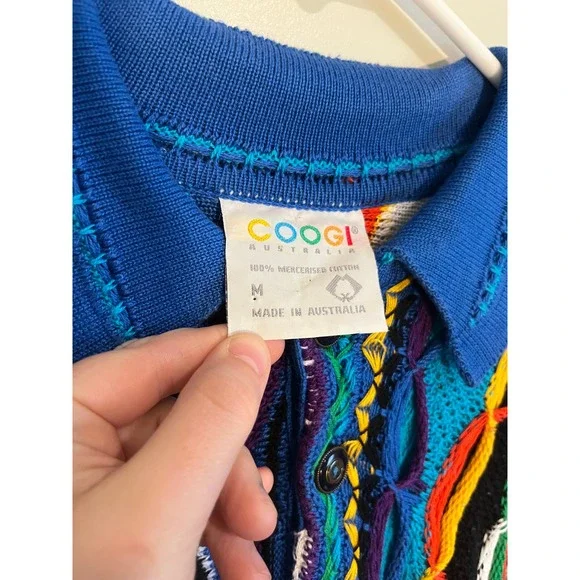 COOGI®
AUSTRALIA
100% MERCERISED COTTON
M
MADE IN AUSTRALIA